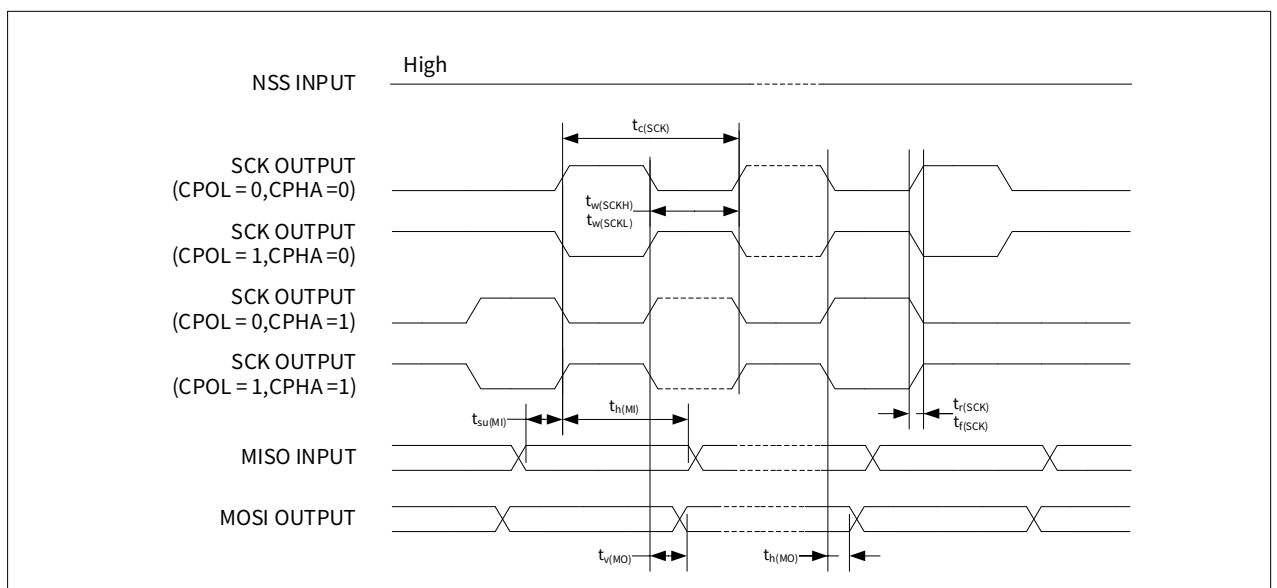 High
NSS INPUT
tc(SCK)
SCK OUTPUT
(CPOL = 0,CPHA =0)
tw(SCKH)
tw(SCKL)
SCK OUTPUT
(CPOL = 1,CPHA =0)
SCK OUTPUT
(CPOL = 0,CPHA =1)
SCK OUTPUT
(CPOL = 1,CPHA =1)
tsu(MI)
th(MI)
tr(SCK)
tf(SCK)
MISO INPUT
MOSI OUTPUT
tv(MO)
th(MO)